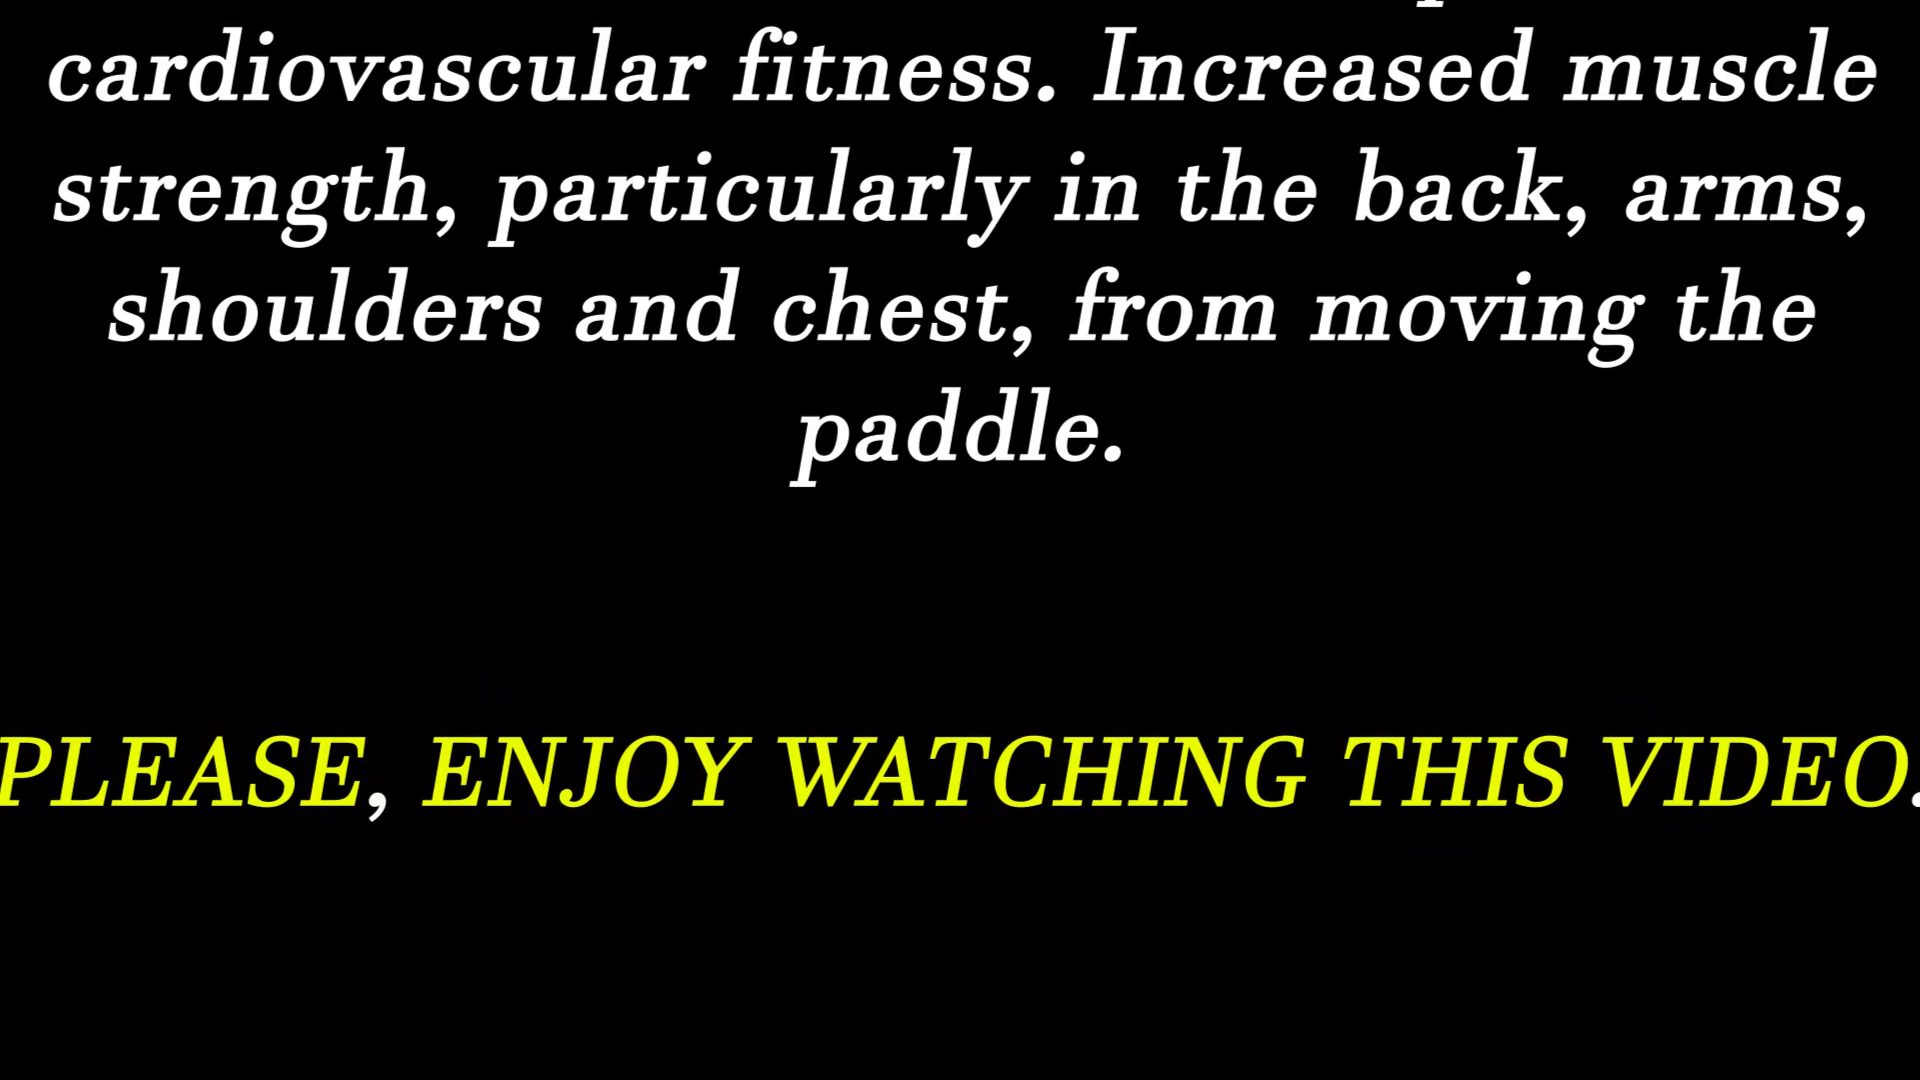 cardiovascular fitness. Increased muscle
strength, particularly in the back, arms,
shoulders and chest, from moving the
paddle.
PLEASE, ENJOY WATCHING THIS VIDEO.